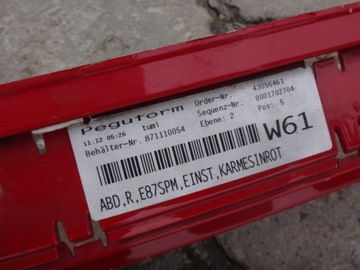 Peguform Order-Nr. 43055461
11.12 05:26 tumi Sequenz-Nr. 0001702704
Behälter-Nr. 871110054 Ebene: 2 Pos: 5
W61
ABD,R,E87SPM,EINST,KARMESINROT